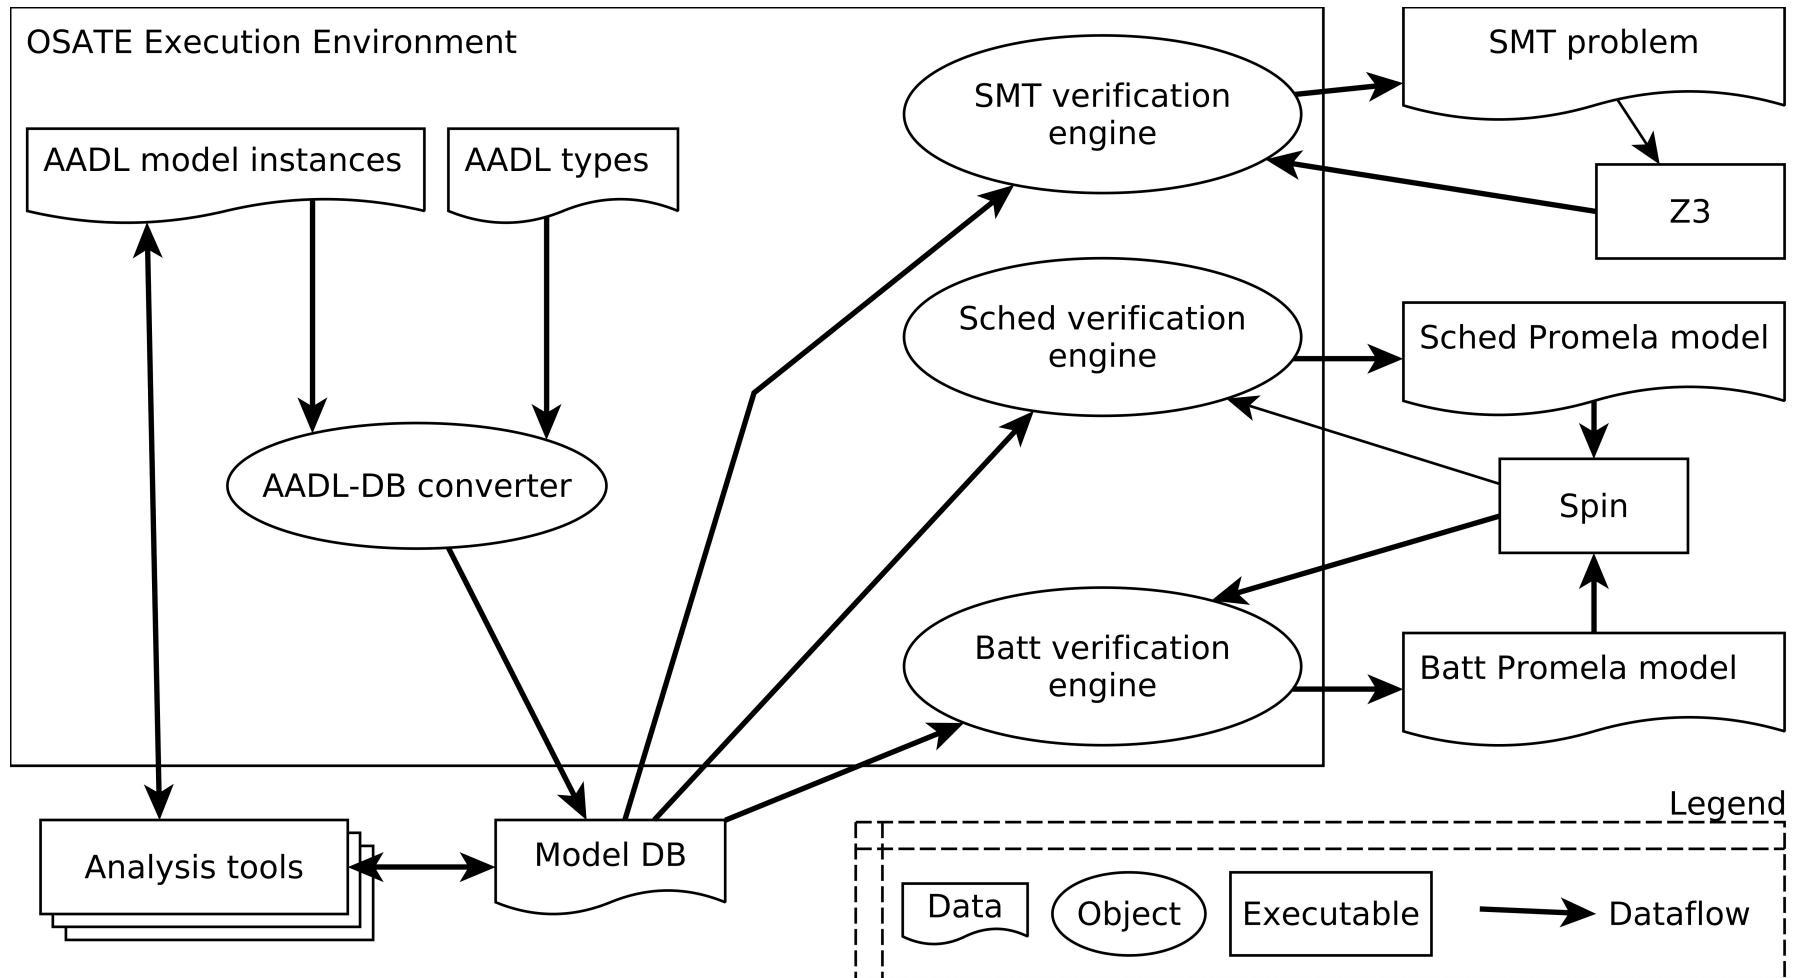 OSATE Execution Environment
SMT problem
SMT verification
engine
AADL model instances
AADL types
Z3
Sched verification
engine
Sched Promela model
AADL-DB converter
Spin
Batt verification
engine
Batt Promela model
Legend
Analysis tools
Model DB
Data
Object
Executable
Dataflow